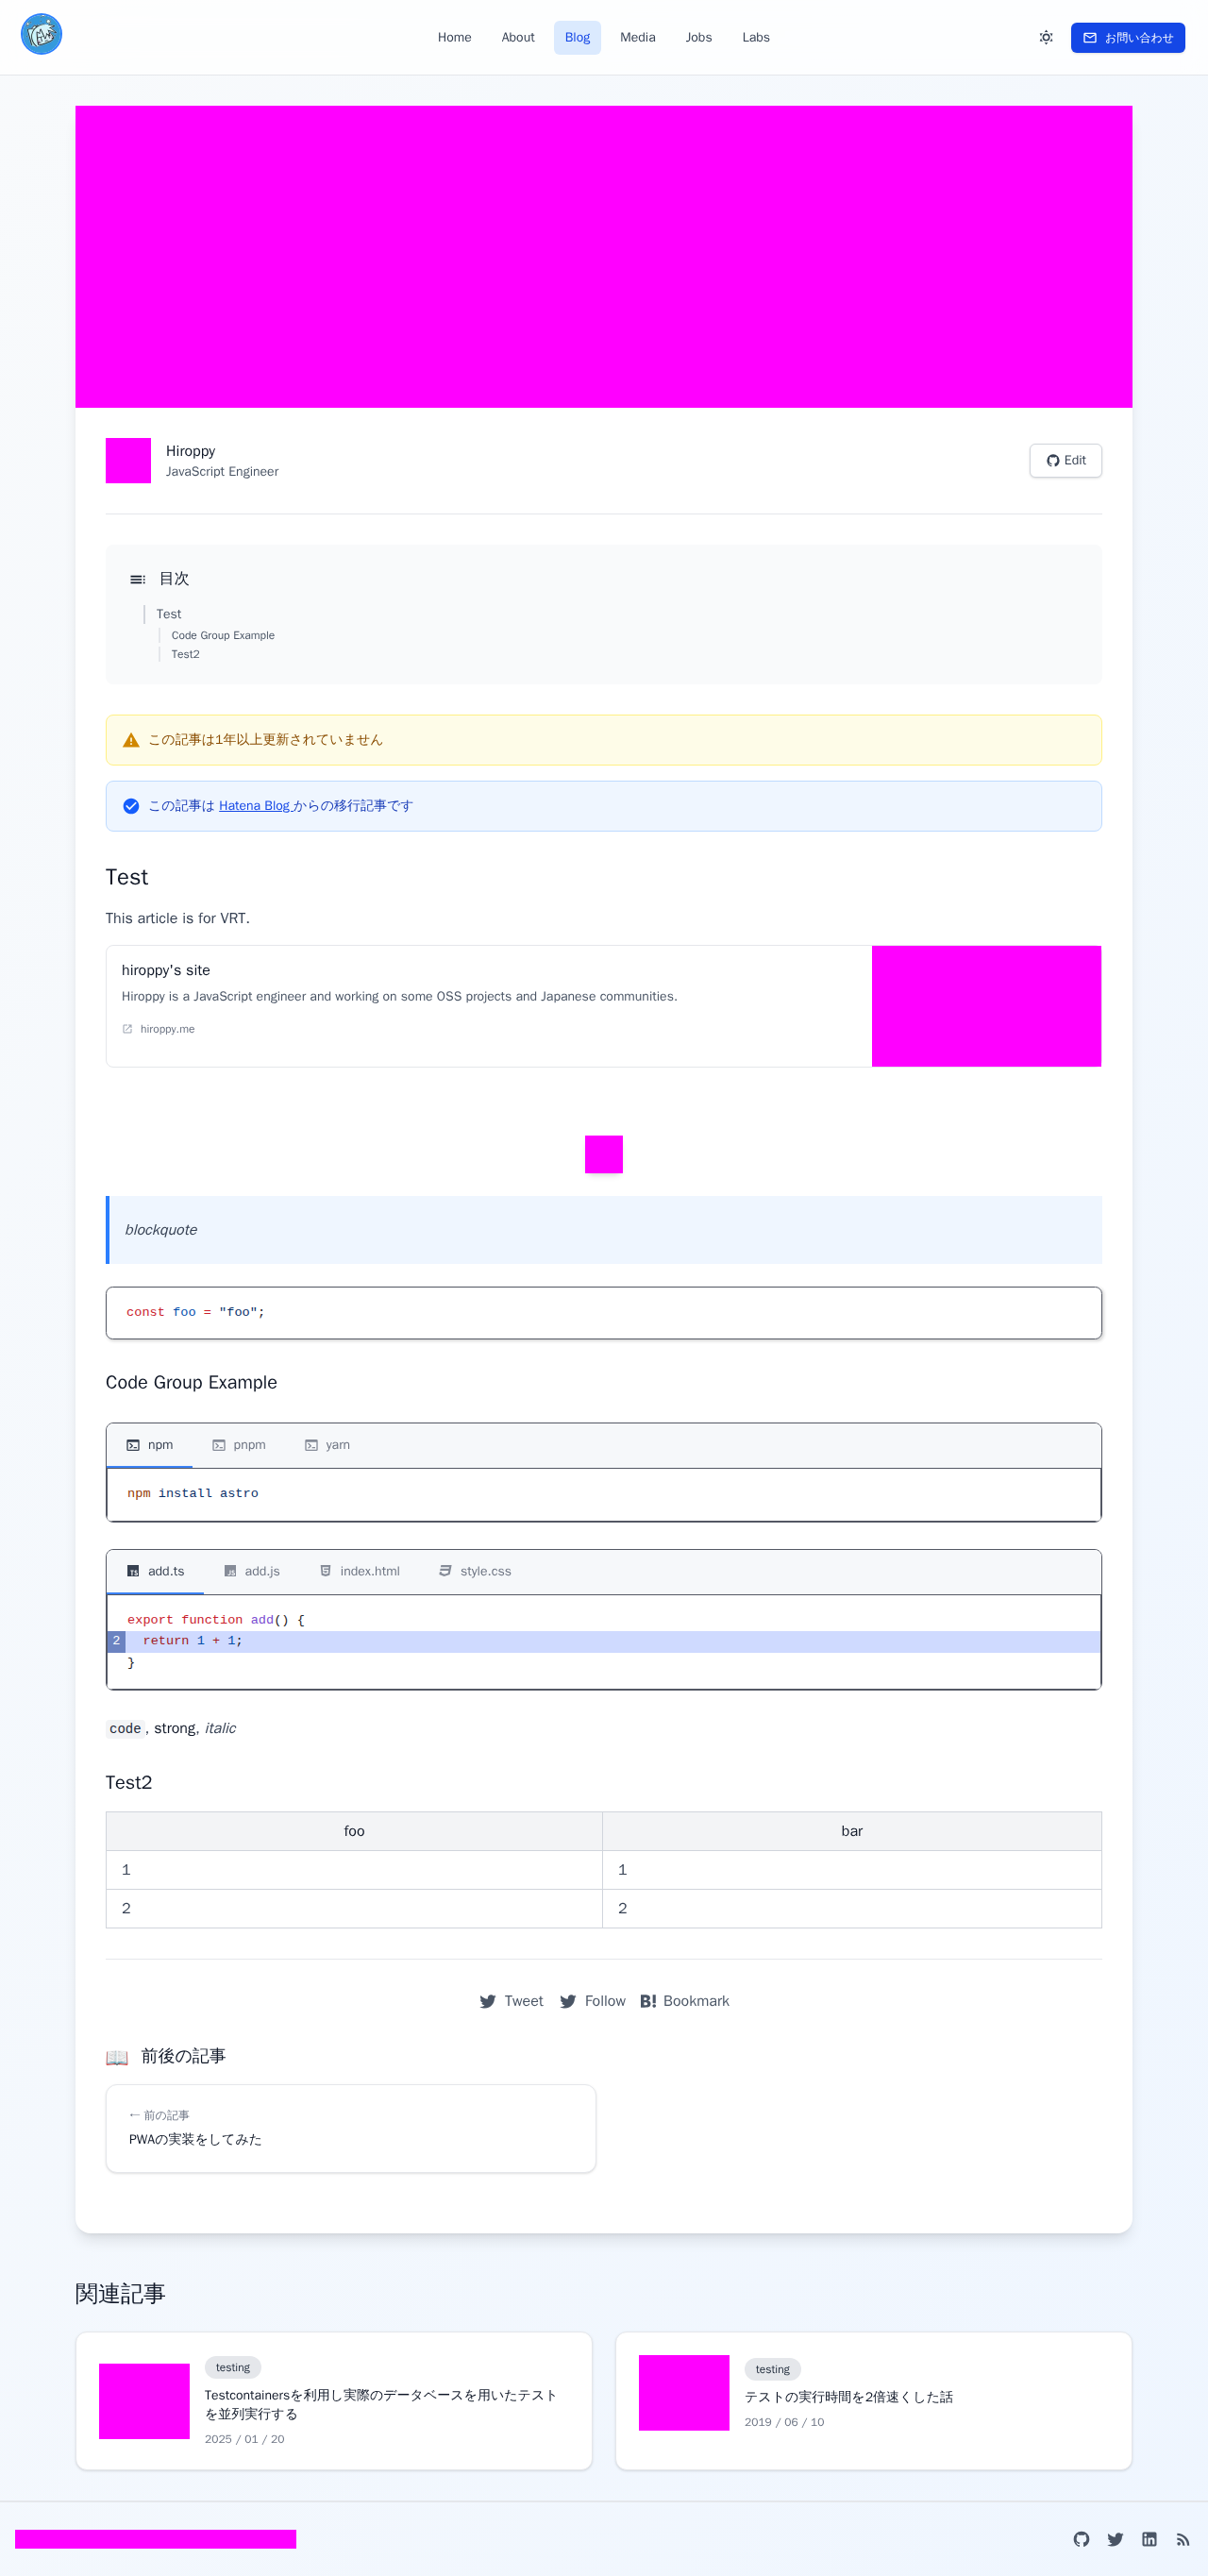 Home About Blog Media Jobs Labs お問い合わせ
Hiroppy
JavaScript Engineer
Edit
目次
Test
Code Group Example
Test2
この記事は1年以上更新されていません
この記事は Hatena Blog からの移行記事です
Test
This article is for VRT.
hiroppy's site
Hiroppy is a JavaScript engineer and working on some OSS projects and Japanese communities.
hiroppy.me
blockquote
const foo = "foo";
Code Group Example
npm pnpm yarn
npm install astro
add.ts add.js index.html style.css
export function add() {
2 return 1 + 1;
}
code, strong, italic
Test2
foo bar
1 1
2 2
Tweet Follow B! Bookmark
前後の記事
← 前の記事
PWAの実装をしてみた
関連記事
testing
Testcontainersを利用し実際のデータベースを用いたテスト
を並列実行する
2025 / 01 / 20
testing
テストの実行時間を2倍速くした話
2019 / 06 / 10